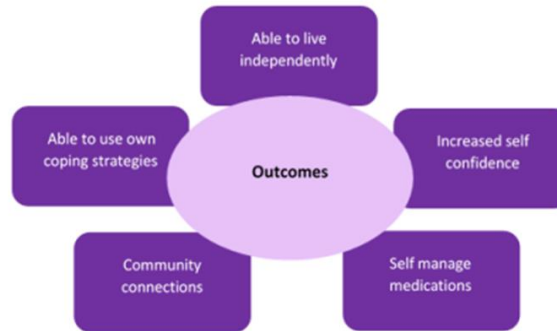 Able to live
independently
Able to use own
coping strategies
Increased self
confidence
Outcomes
Community
connections
Self manage
medications